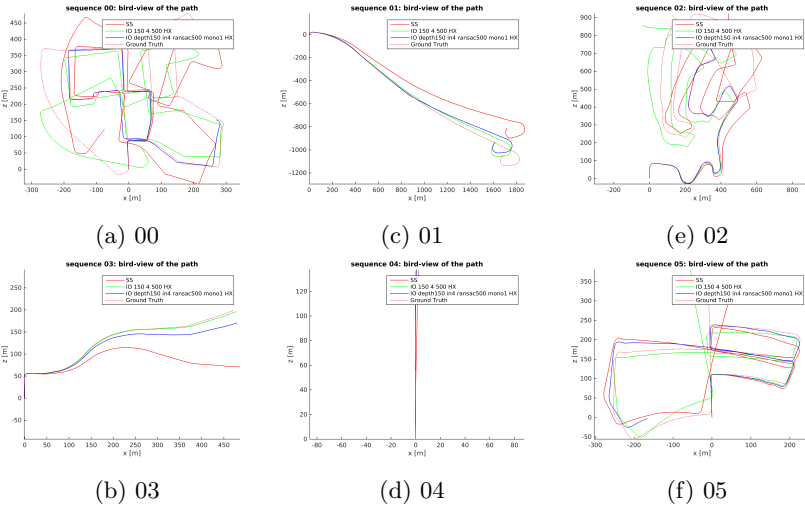 sequence 00: bird-view of the path
SS
IO 150 4 500 HX
IO depth150 in4 ransac500 mono1 HX
Ground Truth
z [m]
450
400
350
300
250
200
150
100
50
0
-300 -200 -100 0 100 200 300
x [m]
(a) 00
sequence 01: bird-view of the path
SS
IO 150 4 500 HX
IO depth150 in4 ransac500 mono1 HX
Ground Truth
z [m]
0
-200
-400
-600
-800
-1000
-1200
0 200 400 600 800 1000 1200 1400 1600 1800
x [m]
(c) 01
sequence 02: bird-view of the path
SS
IO 150 4 500 HX
IO depth150 in4 ransac500 mono1 HX
Ground Truth
z [m]
900
800
700
600
500
400
300
200
100
0
-200 0 200 400 600 800
x [m]
(e) 02
sequence 03: bird-view of the path
SS
IO 150 4 500 HX
IO depth150 in4 ransac500 mono1 HX
Ground Truth
z [m]
250
200
150
100
50
0
-50
0 50 100 150 200 250 300 350 400 450
x [m]
(b) 03
sequence 04: bird-view of the path
SS
IO 150 4 500 HX
IO depth150 in4 ransac500 mono1 HX
Ground Truth
z [m]
120
100
80
60
40
20
0
-80 -60 -40 -20 0 20 40 60 80
x [m]
(d) 04
sequence 05: bird-view of the path
SS
IO 150 4 500 HX
IO depth150 in4 ransac500 mono1 HX
Ground Truth
z [m]
350
300
250
200
150
100
50
0
-50
-300 -200 -100 0 100 200
x [m]
(f) 05